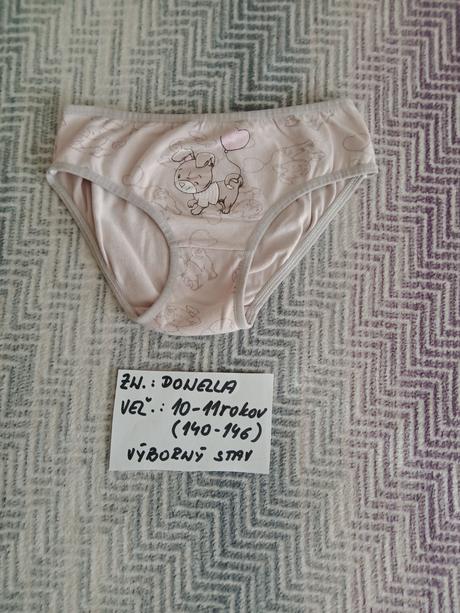 ZN.: DONELLA
VEĽ.: 10-11rokov
(140-146)
VÝBORNÝ STAV